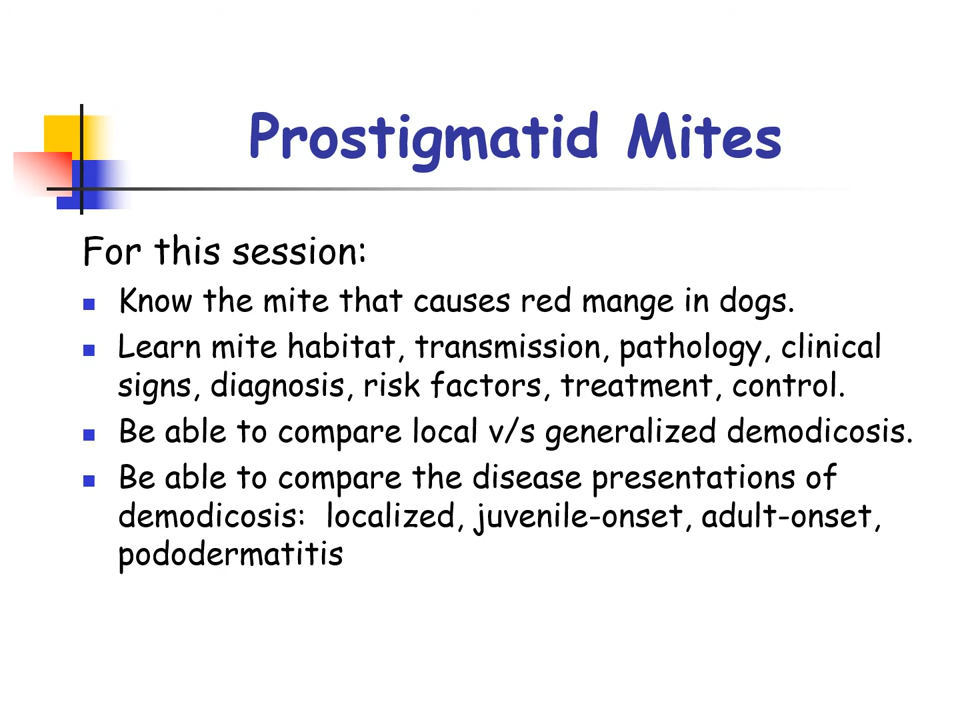 Prostigmatid Mites
For this session:
Know the mite that causes red mange in dogs.
Learn mite habitat, transmission, pathology, clinical
signs, diagnosis, risk factors, treatment, control.
Be able to compare local v/s generalized demodicosis.
Be able to compare the disease presentations of
demodicosis:  localized, juvenile-onset, adult-onset,
pododermatitis